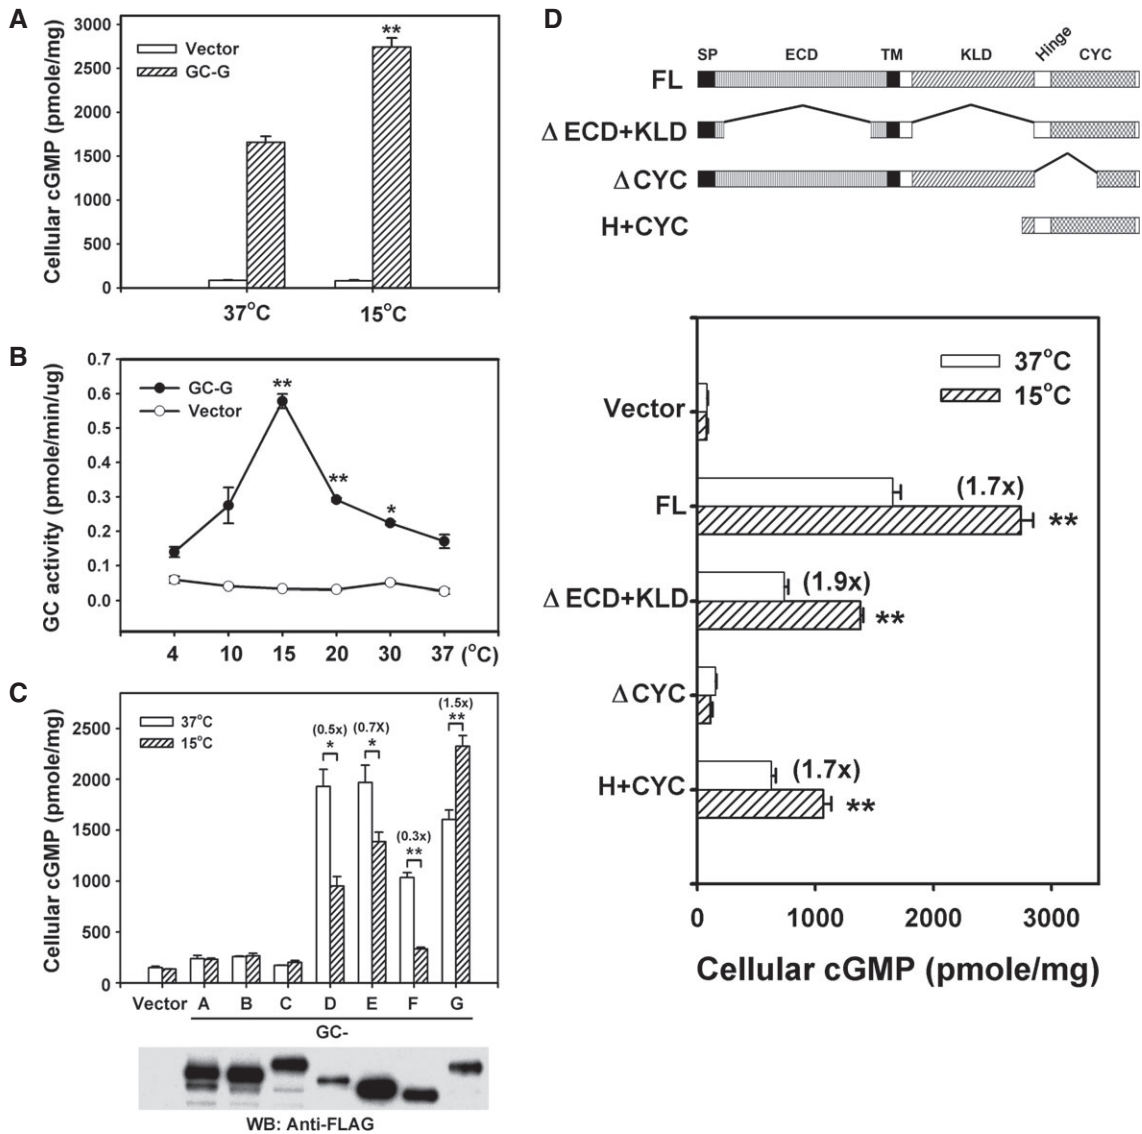 A
Cellular cGMP (pmole/mg)
3000
2500
2000
1500
1000
500
0
Vector
GC-G
**
37°C
15°C
B
GC activity (pmole/min/ug)
0.7
0.6
0.5
0.4
0.3
0.2
0.1
0.0
GC-G
Vector
**
**
*
4 10 15 20 30 37 (°C)
C
Cellular cGMP (pmole/mg)
2500
2000
1500
1000
500
0
37°C
15°C
(0.5x)
*
(0.7X)
*
(0.3x)
**
(1.5x)
**
Vector A B C D E F G
GC-
WB: Anti-FLAG
D
SP ECD TM KLD Hinge CYC
FL
Δ ECD+KLD
ΔCYC
H+CYC
37°C
15°C
Vector
FL
(1.7x)
**
Δ ECD+KLD
(1.9x)
**
ΔCYC
H+CYC
(1.7x)
**
0 1000 2000 3000
Cellular cGMP (pmole/mg)